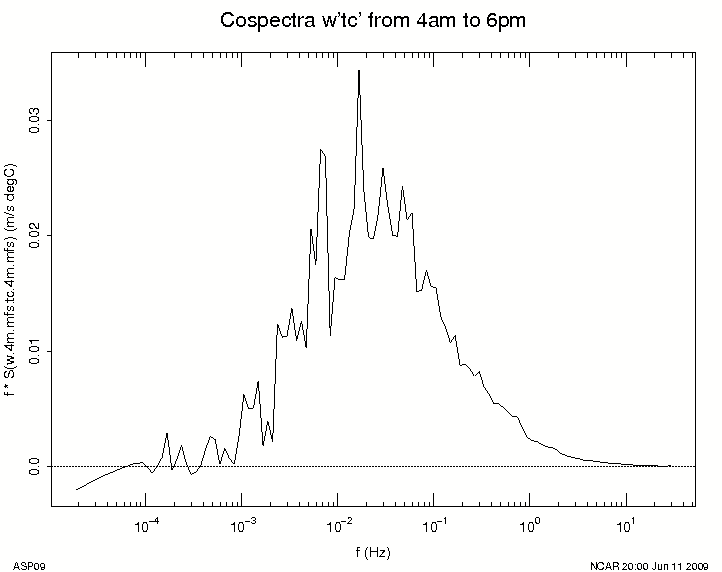 Cospectra w'tc' from 4am to 6pm
f * S(w.4m.mfs:tc.4m.mfs) (m/s degC)
0.03
0.02
0.01
0.0
10^-4 10^-3 10^-2 10^-1 10^0 10^1
f (Hz)
ASP09 NCAR 20:00 Jun 11 2009